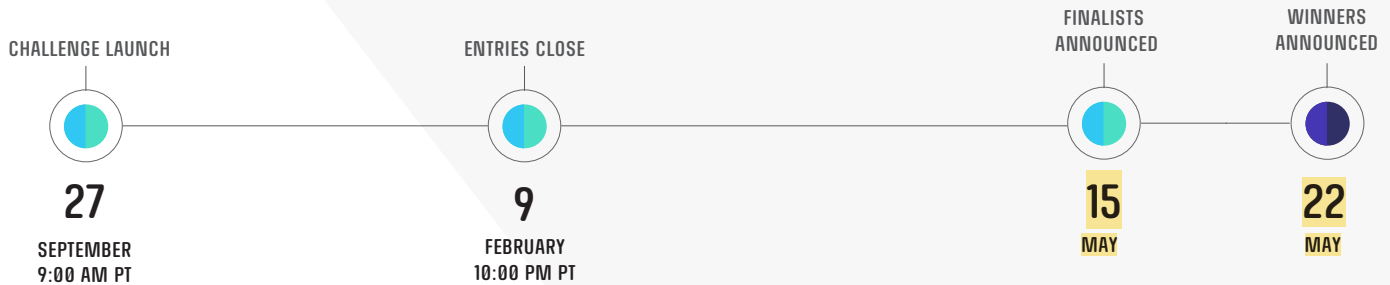 CHALLENGE LAUNCH
27
SEPTEMBER
9:00 AM PT
ENTRIES CLOSE
9
FEBRUARY
10:00 PM PT
FINALISTS
ANNOUNCED
15
MAY
WINNERS
ANNOUNCED
22
MAY